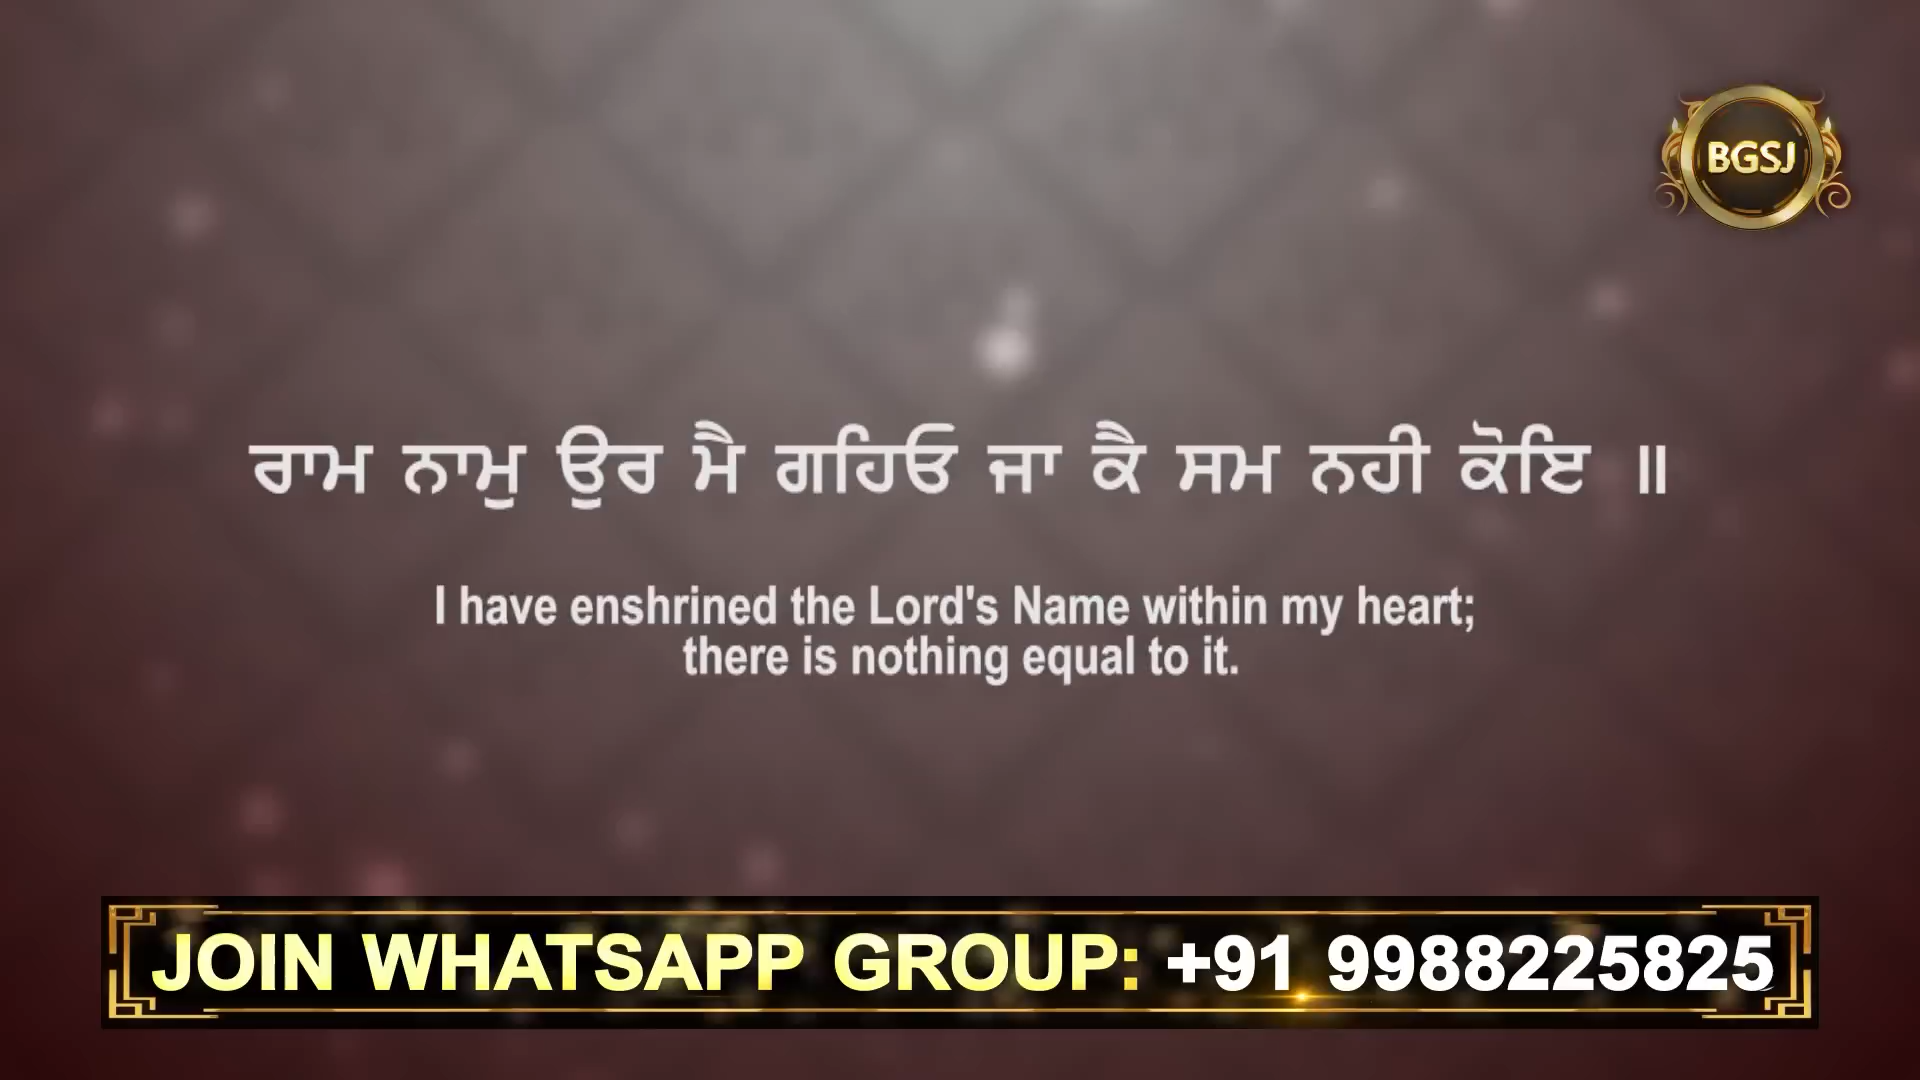 BGSJ
ਰਾਮ ਨਾਮੁ ਉਰ ਮੈ ਗਹਿਓ ਜਾ ਕੈ ਸਮ ਨਹੀ ਕੋਇ ॥
I have enshrined the Lord's Name within my heart;
there is nothing equal to it.
JOIN WHATSAPP GROUP: +91 9988225825